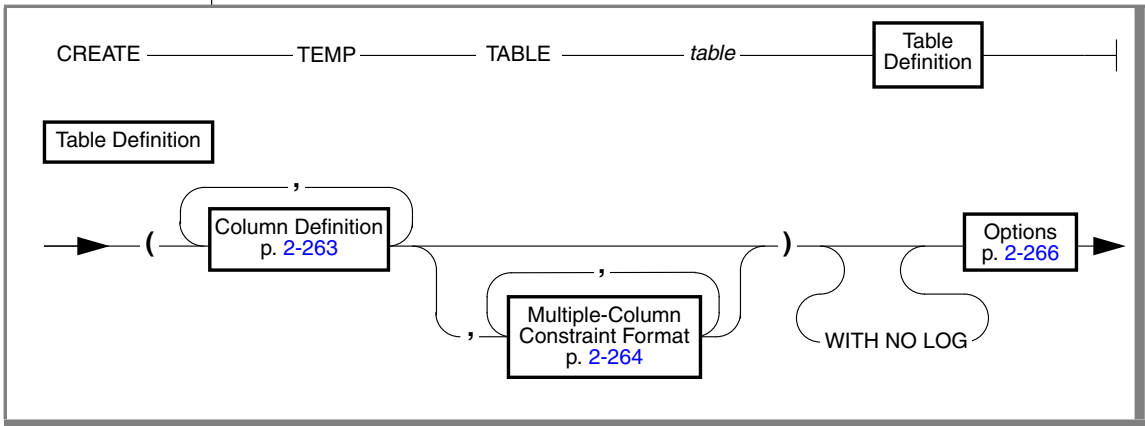 CREATE TEMP TABLE table Table
Definition
Table Definition
,
( Column Definition
p. 2-263
) Options
p. 2-266
,
, Multiple-Column
Constraint Format
p. 2-264
WITH NO LOG